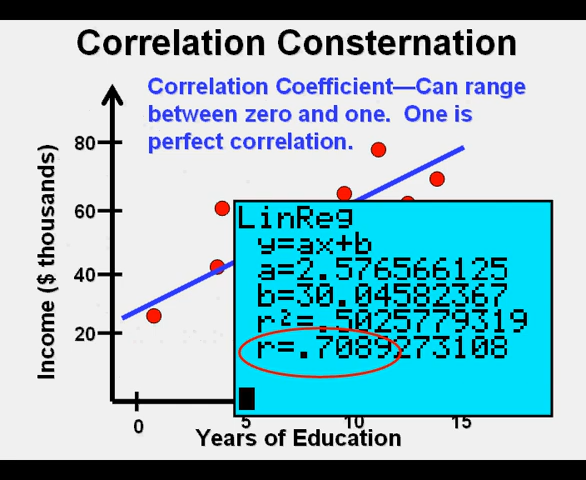 Correlation Consternation
Correlation Coefficient—Can range
between zero and one. One is
perfect correlation.
80
60
40
20
Income ($ thousands)
LinReg
y=ax+b
a=2.576566125
b=30.04582367
r²=.5025779319
r=.7089273108
0
5
10
15
Years of Education